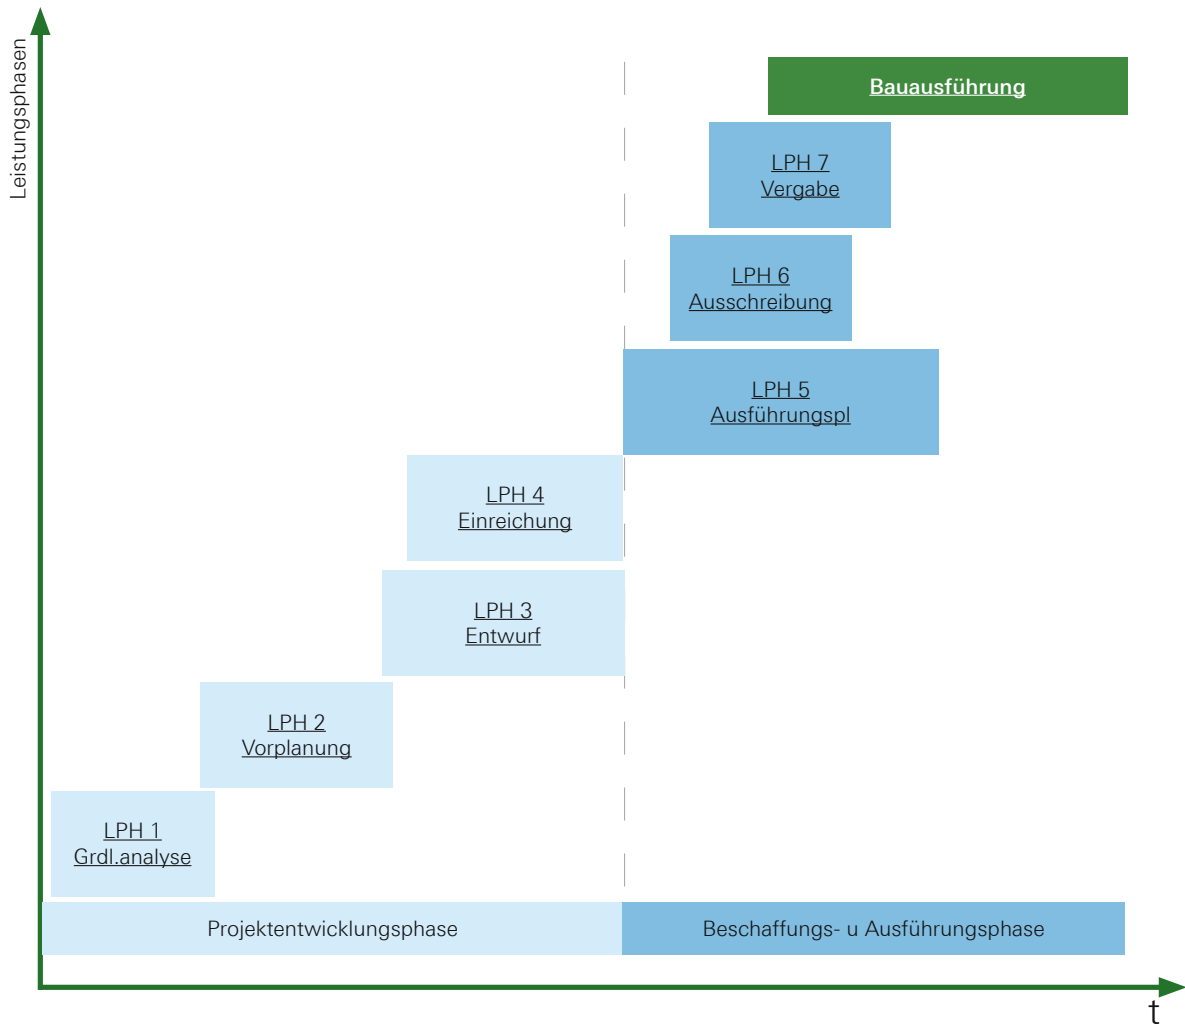 Leistungsphasen
Bauausführung
LPH 7
Vergabe
LPH 6
Ausschreibung
LPH 5
Ausführungspl
LPH 4
Einreichung
LPH 3
Entwurf
LPH 2
Vorplanung
LPH 1
Grdl.analyse
Projektentwicklungsphase
Beschaffungs- u Ausführungsphase
t